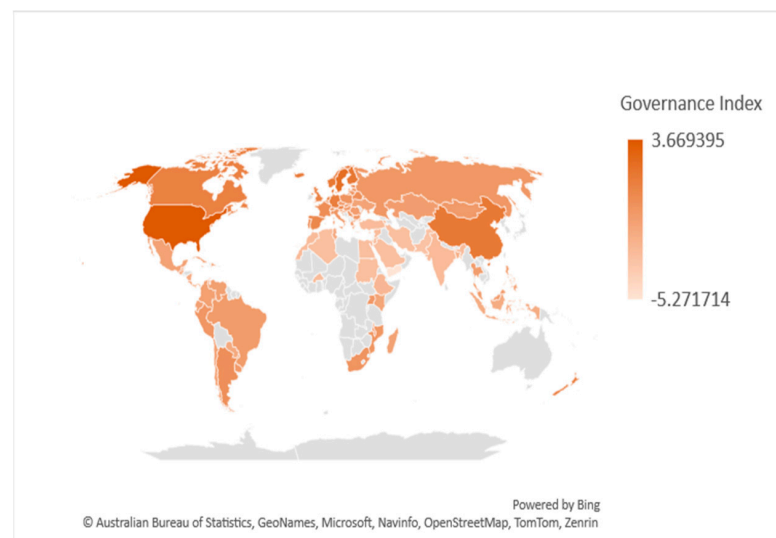 Governance Index
3.669395
-5.271714
Powered by Bing
© Australian Bureau of Statistics, GeoNames, Microsoft, Navinfo, OpenStreetMap, TomTom, Zenrin